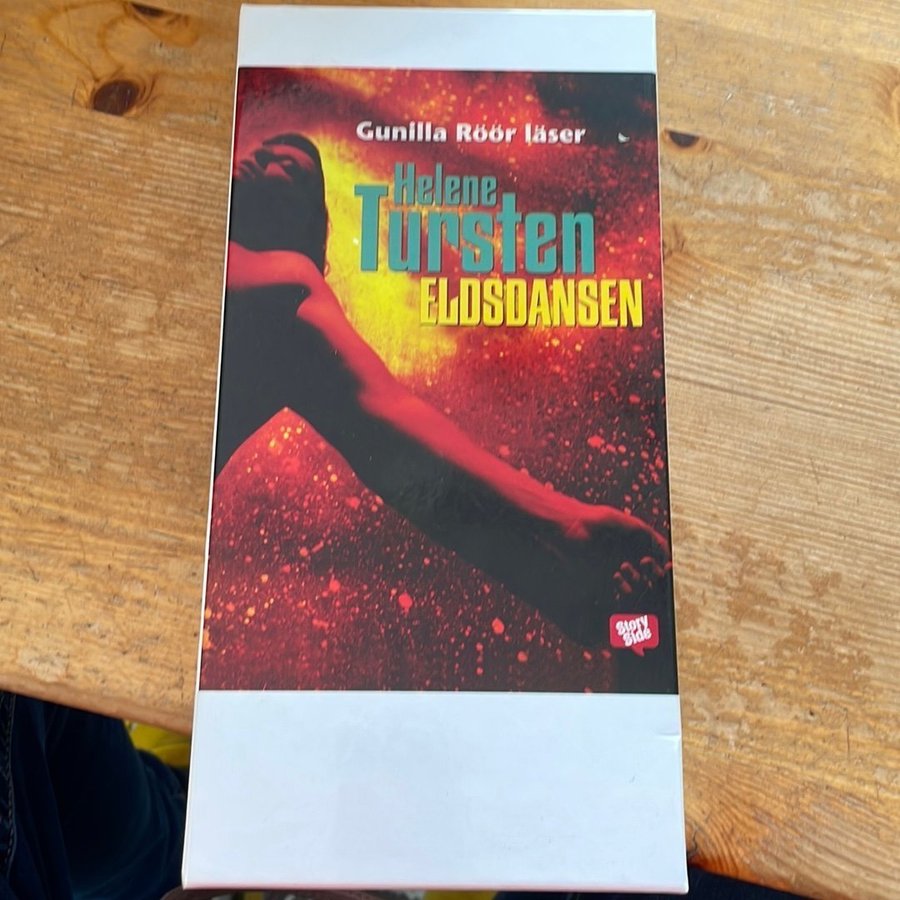 Gunilla Röör läser
Helene
Tursten
ELDSDANSEN
Story
Side